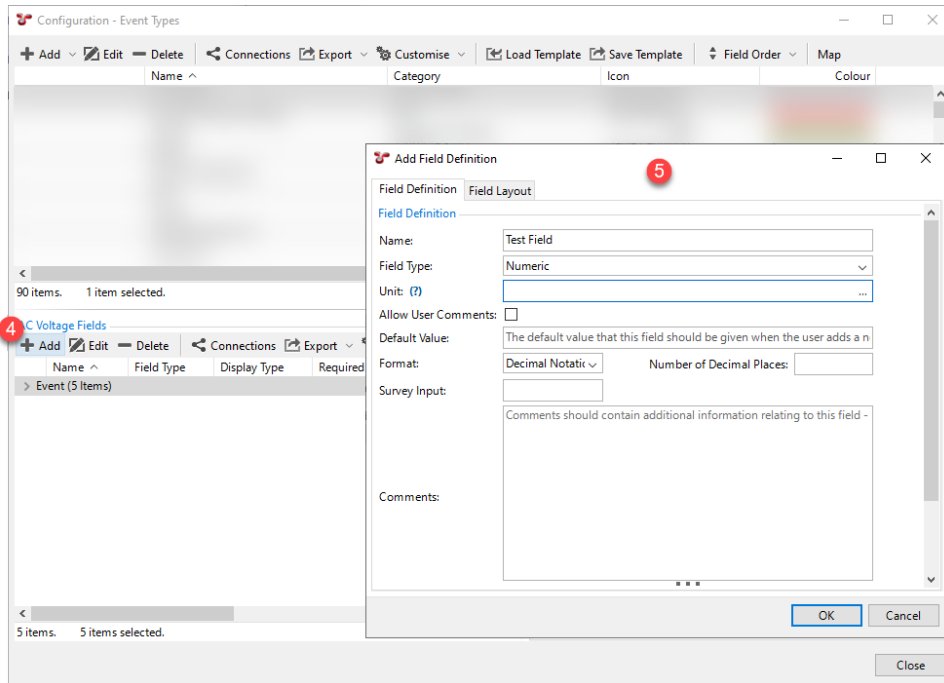 Configuration - Event Types
Add Edit Delete Connections Export Customise Load Template Save Template Field Order Map
Name Category Icon Colour
90 items. 1 item selected.
4
AC Voltage Fields
Add Edit Delete Connections Export
Name Field Type Display Type Required
Event (5 Items)
5 items. 5 items selected.
Add Field Definition
5
Field Definition Field Layout
Field Definition
Name: Test Field
Field Type: Numeric
Unit: (?) ...
Allow User Comments:
Default Value: The default value that this field should be given when the user adds a n
Format: Decimal Notatic Number of Decimal Places:
Survey Input:
Comments should contain additional information relating to this field -
Comments:
OK Cancel
Close